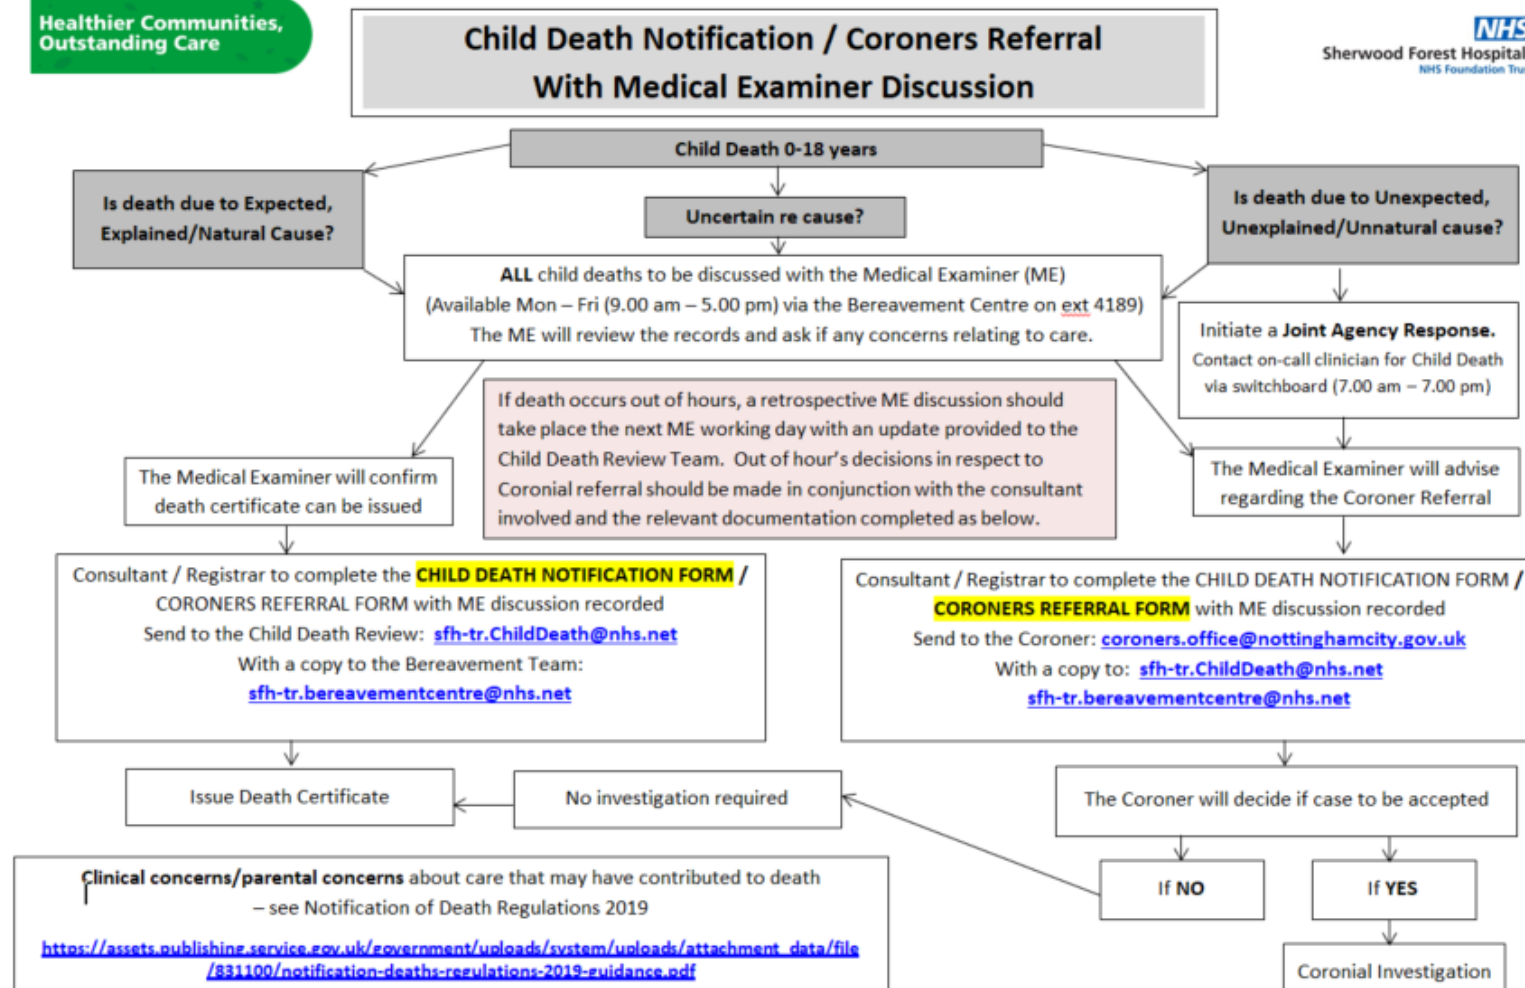 Healthier Communities,
Outstanding Care
Child Death Notification / Coroners Referral
With Medical Examiner Discussion
NHS
Sherwood Forest Hospital
NHS Foundation Tru
Child Death 0-18 years
Is death due to Expected,
Explained/Natural Cause?
Uncertain re cause?
Is death due to Unexpected,
Unexplained/Unnatural cause?
ALL child deaths to be discussed with the Medical Examiner (ME)
(Available Mon – Fri (9.00 am – 5.00 pm) via the Bereavement Centre on ext 4189)
The ME will review the records and ask if any concerns relating to care.
Initiate a Joint Agency Response.
Contact on-call clinician for Child Death
via switchboard (7.00 am – 7.00 pm)
If death occurs out of hours, a retrospective ME discussion should
take place the next ME working day with an update provided to the
Child Death Review Team.  Out of hour's decisions in respect to
Coronial referral should be made in conjunction with the consultant
involved and the relevant documentation completed as below.
The Medical Examiner will confirm
death certificate can be issued
The Medical Examiner will advise
regarding the Coroner Referral
Consultant / Registrar to complete the CHILD DEATH NOTIFICATION FORM /
CORONERS REFERRAL FORM with ME discussion recorded
Send to the Child Death Review:  sfh-tr.ChildDeath@nhs.net
With a copy to the Bereavement Team:
sfh-tr.bereavementcentre@nhs.net
Consultant / Registrar to complete the CHILD DEATH NOTIFICATION FORM /
CORONERS REFERRAL FORM with ME discussion recorded
Send to the Coroner: coroners.office@nottinghamcity.gov.uk
With a copy to:  sfh-tr.ChildDeath@nhs.net
sfh-tr.bereavementcentre@nhs.net
Issue Death Certificate
No investigation required
The Coroner will decide if case to be accepted
If NO
If YES
Coronial Investigation
Clinical concerns/parental concerns about care that may have contributed to death
– see Notification of Death Regulations 2019
https://assets.publishing.service.gov.uk/government/uploads/system/uploads/attachment_data/file
/831100/notification-deaths-regulations-2019-guidance.pdf